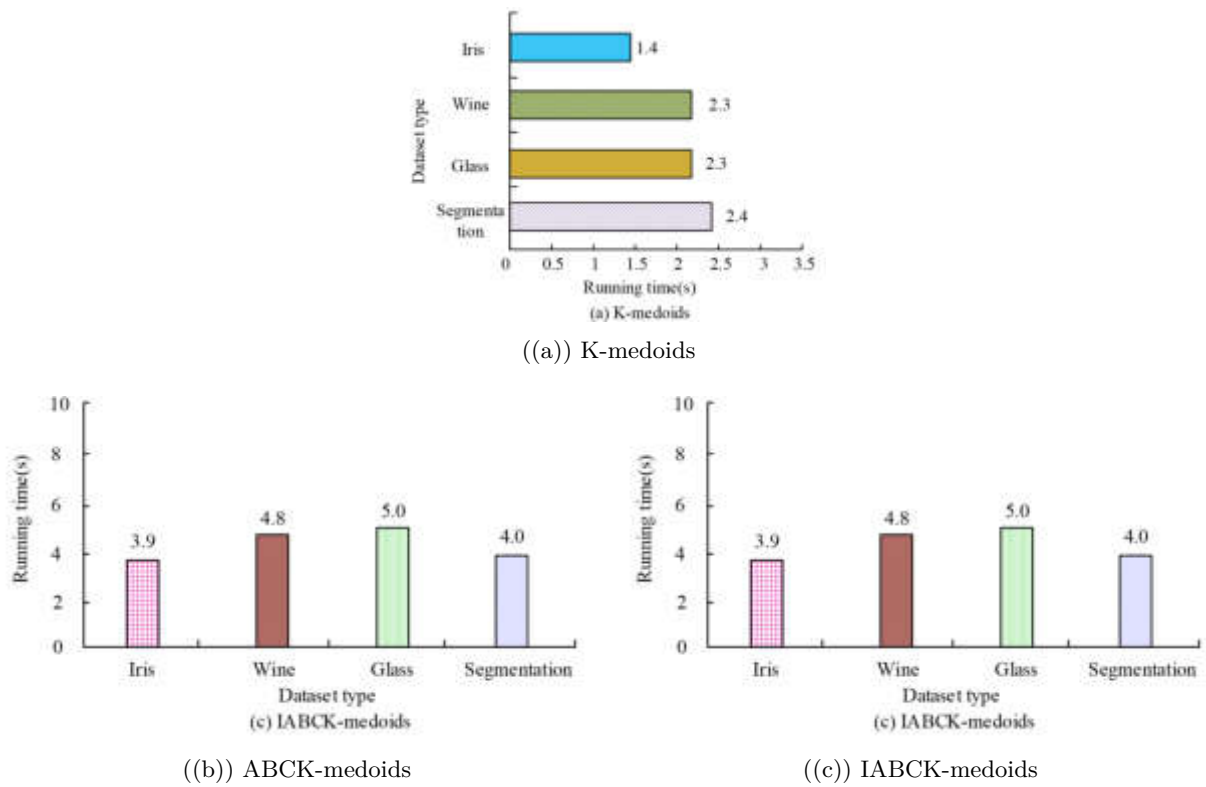 Iris
1.4
Wine
2.3
Glass
2.3
Segmenta
tion
2.4
Dataset type
0 0.5 1 1.5 2 2.5 3 3.5
Running time(s)
(a) K-medoids
((a)) K-medoids
10
8
6
4
2
0
Running time(s)
3.9
4.8
5.0
4.0
Iris Wine Glass Segmentation
Dataset type
(c) IABCK-medoids
((b)) ABCK-medoids
10
8
6
4
2
0
Running time(s)
3.9
4.8
5.0
4.0
Iris Wine Glass Segmentation
Dataset type
(c) IABCK-medoids
((c)) IABCK-medoids